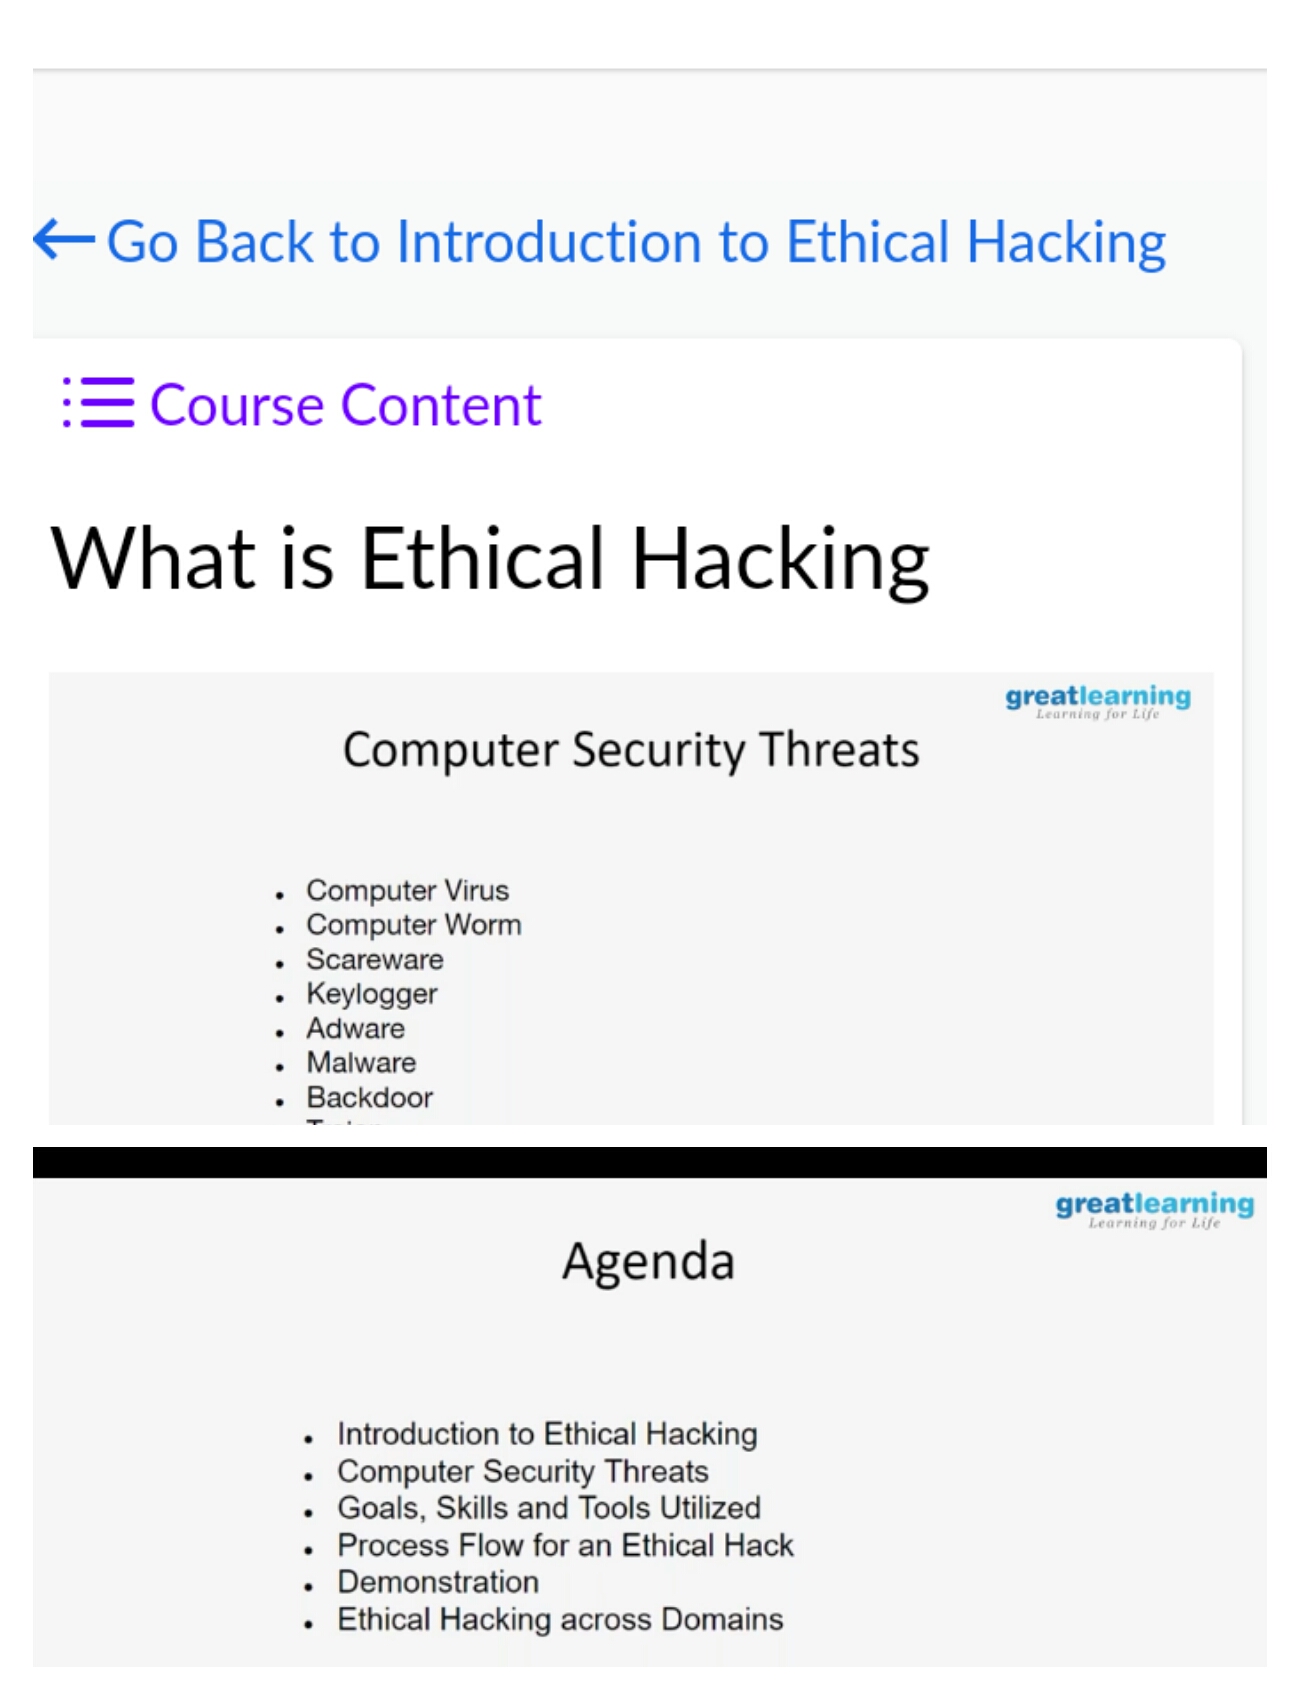 ← Go Back to Introduction to Ethical Hacking
Course Content
What is Ethical Hacking
greatlearning
Learning for Life
Computer Security Threats
• Computer Virus
• Computer Worm
• Scareware
• Keylogger
• Adware
• Malware
• Backdoor
greatlearning
Learning for Life
Agenda
• Introduction to Ethical Hacking
• Computer Security Threats
• Goals, Skills and Tools Utilized
• Process Flow for an Ethical Hack
• Demonstration
• Ethical Hacking across Domains